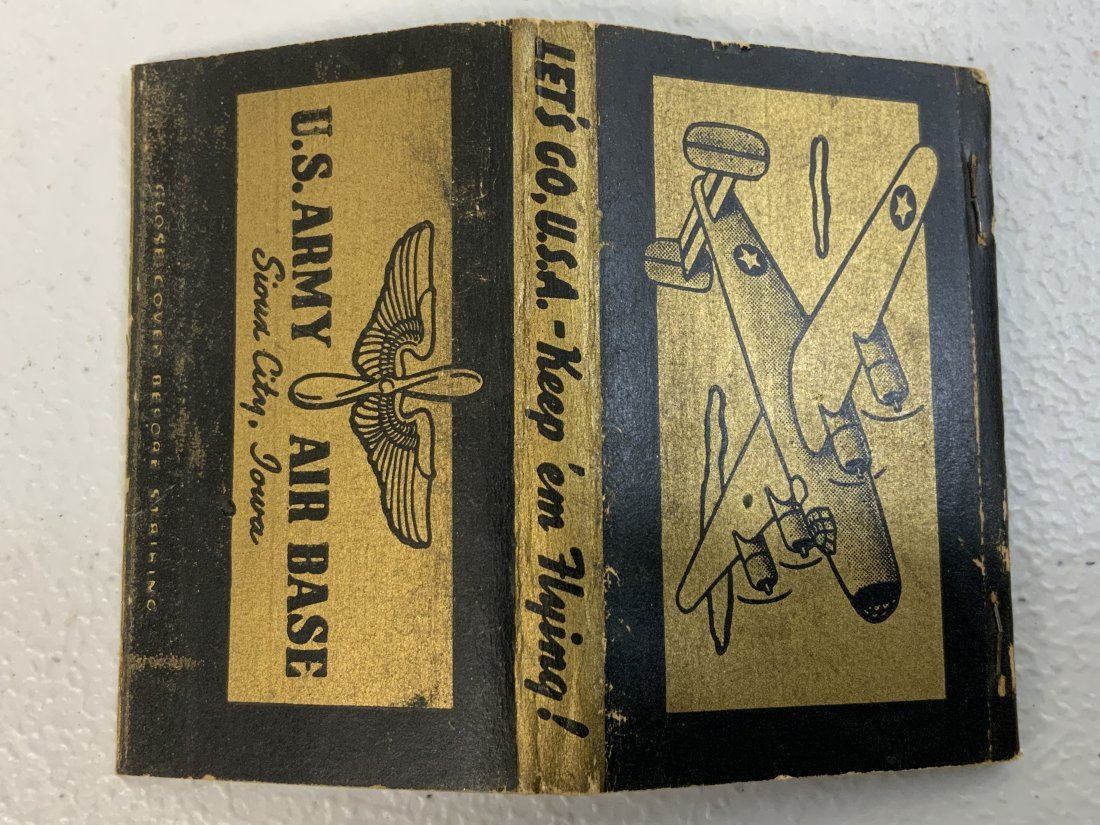 LET'S GO, U.S.A. - Keep 'em Flying!
U.S. ARMY AIR BASE
Sioux City, Iowa
CLOSE COVER BEFORE STRIKING